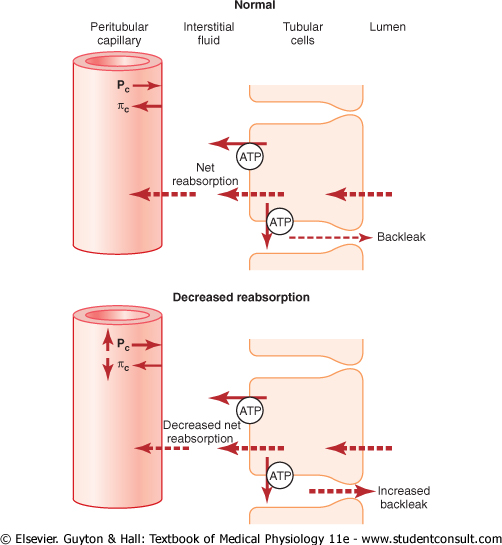 Normal
Peritubular capillary
Interstitial fluid
Tubular cells
Lumen
Pc
πc
ATP
Net reabsorption
ATP
Backleak
Decreased reabsorption
Pc
πc
ATP
Decreased net reabsorption
ATP
Increased backleak
© Elsevier. Guyton & Hall: Textbook of Medical Physiology 11e - www.studentconsult.com